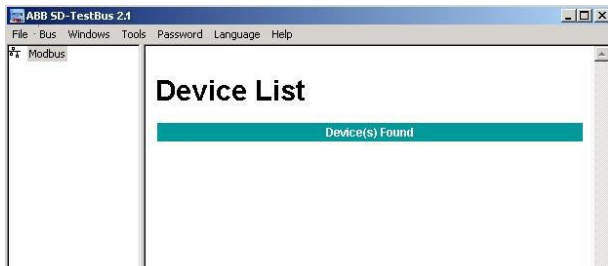 ABB SD-TestBus 2.1
File Bus Windows Tools Password Language Help
Modbus
Device List
Device(s) Found